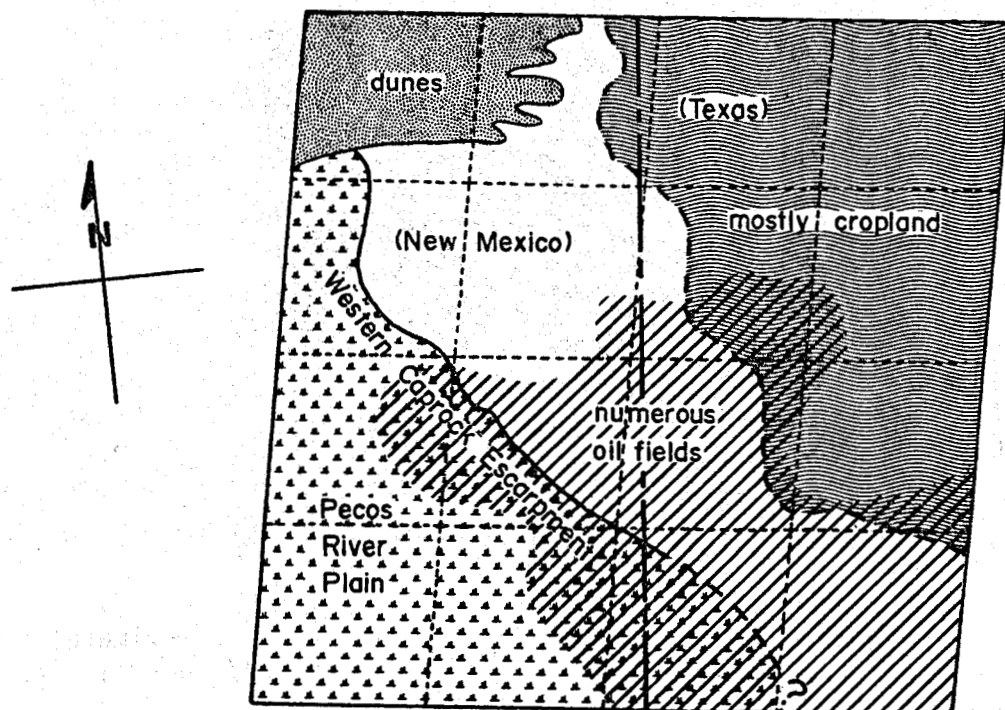 dunes
(Texas)
N
mostly cropland
(New Mexico)
Western
Caprock Escarpment
numerous
oil fields
Pecos
River
Plain
?